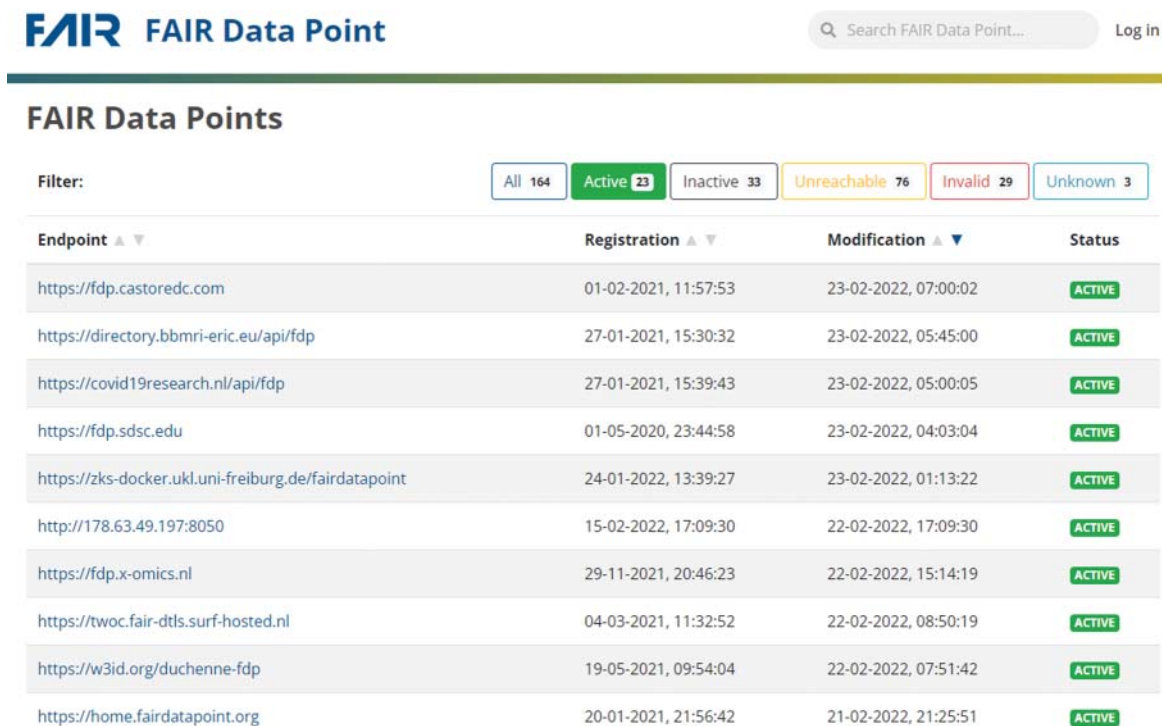 FAIR FAIR Data Point Search FAIR Data Point... Log in
FAIR Data Points
Filter: All 164 Active 23 Inactive 33 Unreachable 76 Invalid 29 Unknown 3
Endpoint ▲ ▼ Registration ▲ ▼ Modification ▲ ▼ Status
https://fdp.castoredc.com 01-02-2021, 11:57:53 23-02-2022, 07:00:02 ACTIVE
https://directory.bbmri-eric.eu/api/fdp 27-01-2021, 15:30:32 23-02-2022, 05:45:00 ACTIVE
https://covid19research.nl/api/fdp 27-01-2021, 15:39:43 23-02-2022, 05:00:05 ACTIVE
https://fdp.sdsc.edu 01-05-2020, 23:44:58 23-02-2022, 04:03:04 ACTIVE
https://zks-docker.ukl.uni-freiburg.de/fairdatapoint 24-01-2022, 13:39:27 23-02-2022, 01:13:22 ACTIVE
http://178.63.49.197:8050 15-02-2022, 17:09:30 22-02-2022, 17:09:30 ACTIVE
https://fdp.x-omics.nl 29-11-2021, 20:46:23 22-02-2022, 15:14:19 ACTIVE
https://twoc.fair-dtls.surf-hosted.nl 04-03-2021, 11:32:52 22-02-2022, 08:50:19 ACTIVE
https://w3id.org/duchenne-fdp 19-05-2021, 09:54:04 22-02-2022, 07:51:42 ACTIVE
https://home.fairdatapoint.org 20-01-2021, 21:56:42 21-02-2022, 21:25:51 ACTIVE